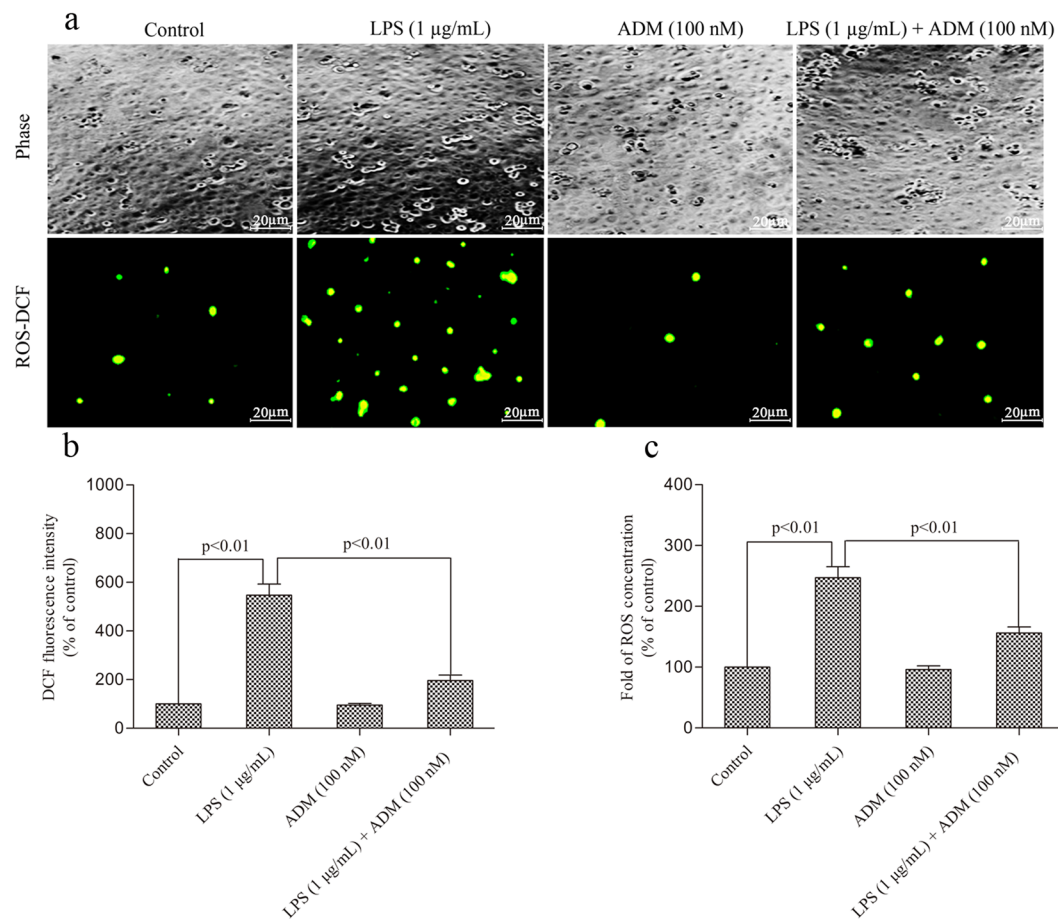 a
Control
LPS (1 µg/mL)
ADM (100 nM)
LPS (1 µg/mL) + ADM (100 nM)
Phase
20µm
20µm
20µm
20µm
ROS-DCF
20µm
20µm
20µm
20µm
b
DCF fluorescence intensity
(% of control)
1000
800
600
400
200
0
p<0.01
p<0.01
Control
LPS (1 µg/mL)
ADM (100 nM)
LPS (1 µg/mL) + ADM (100 nM)
c
Fold of ROS concentration
(% of control)
400
300
200
100
0
p<0.01
p<0.01
Control
LPS (1 µg/mL)
ADM (100 nM)
LPS (1 µg/mL) + ADM (100 nM)